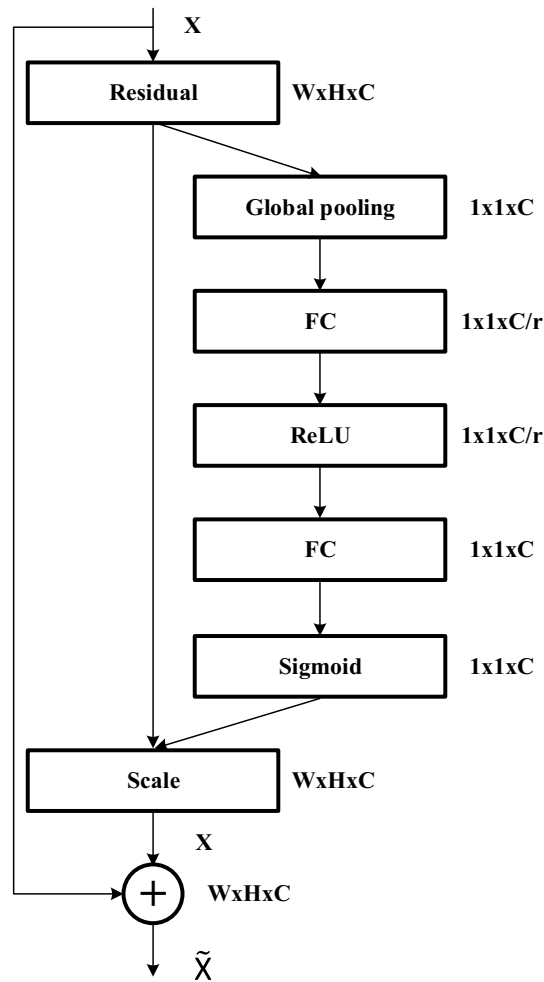 X
Residual WxHxC
Global pooling 1x1xC
FC 1x1xC/r
ReLU 1x1xC/r
FC 1x1xC
Sigmoid 1x1xC
Scale WxHxC
X
+ WxHxC
X̃